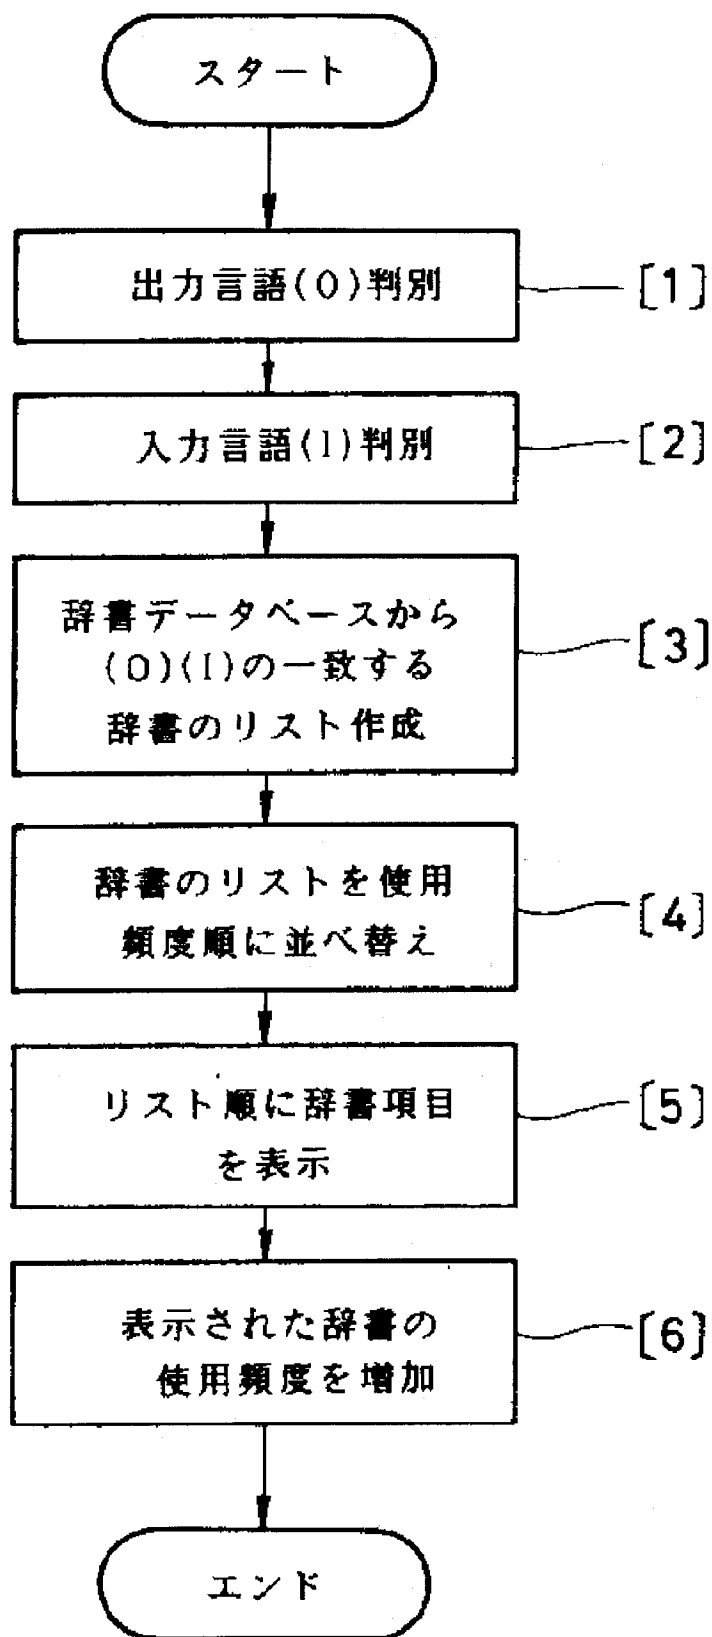 スタート
出力言語(O)判別
[1]
入力言語(I)判別
[2]
辞書データベースから
(O)(I)の一致する
辞書のリスト作成
[3]
辞書のリストを使用
頻度順に並べ替え
[4]
リスト順に辞書項目
を表示
[5]
表示された辞書の
使用頻度を増加
[6]
エンド